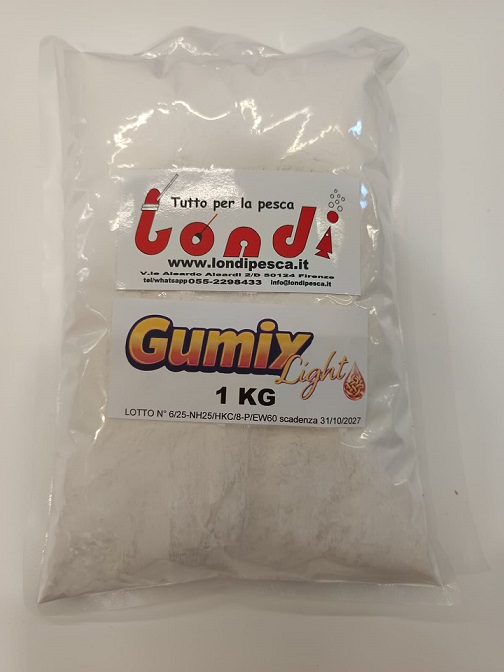 Tutto per la pesca
Londi
www.londipesca.it
V.le Aleardo Aleardi 2/D 50124 Firenze
tel/whatsapp 055-2298433 info@londipesca.it
Gumix
Light
1 KG
LOTTO N° 6/25-NH25/HKC/8-P/EW60 scadenza 31/10/2027